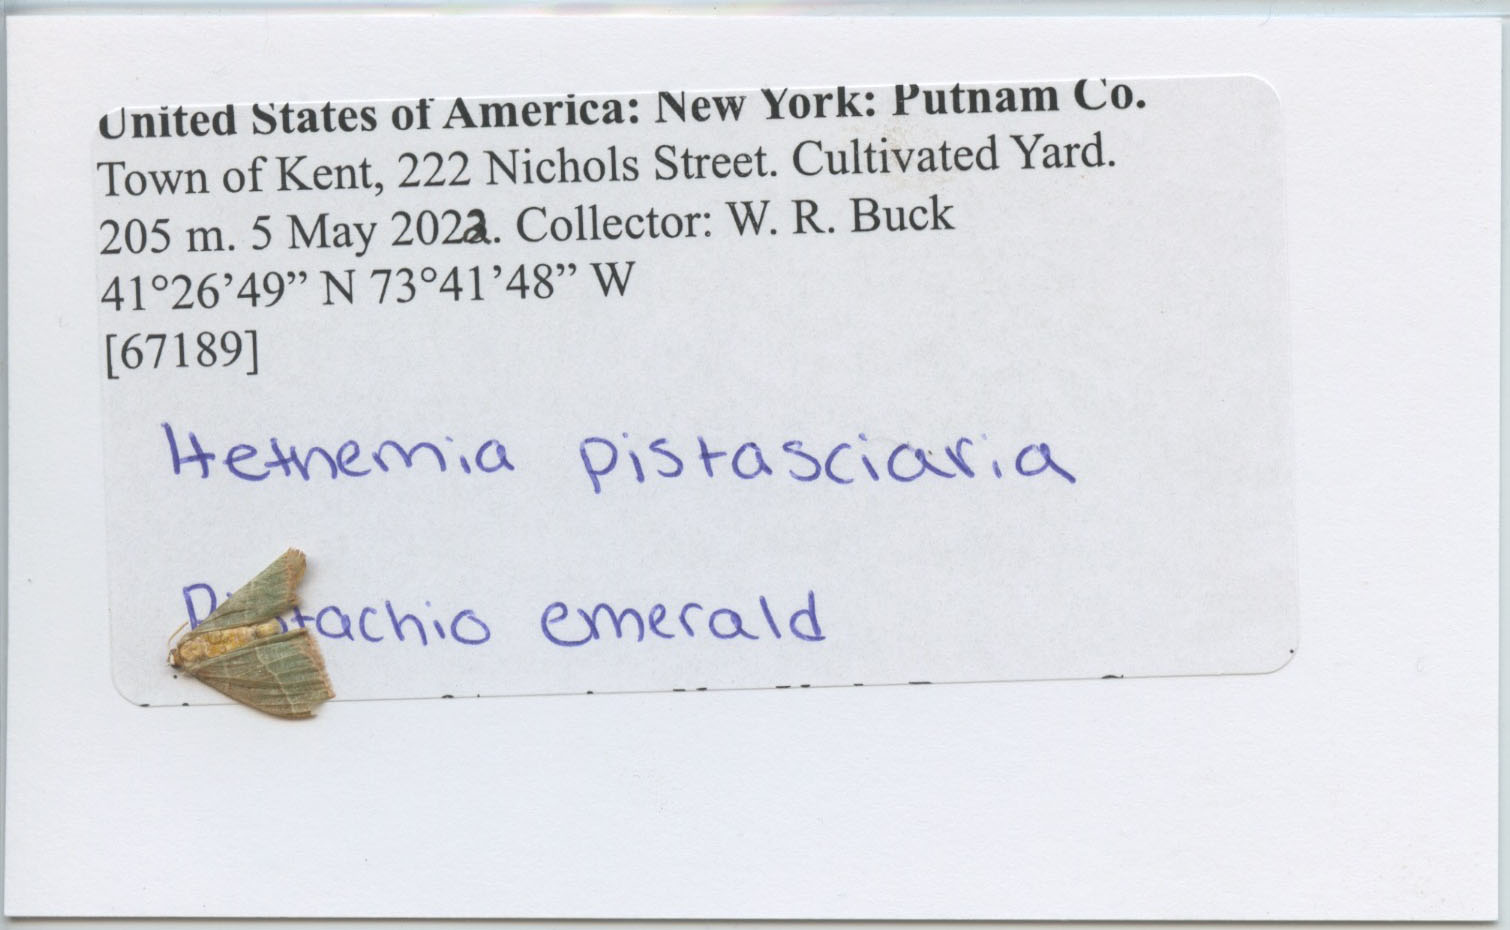 United States of America: New York: Putnam Co.
Town of Kent, 222 Nichols Street. Cultivated Yard.
205 m. 5 May 2022. Collector: W. R. Buck
41°26’49” N 73°41’48” W
[67189]
Hethemia pistasciaria
Pistachio emerald